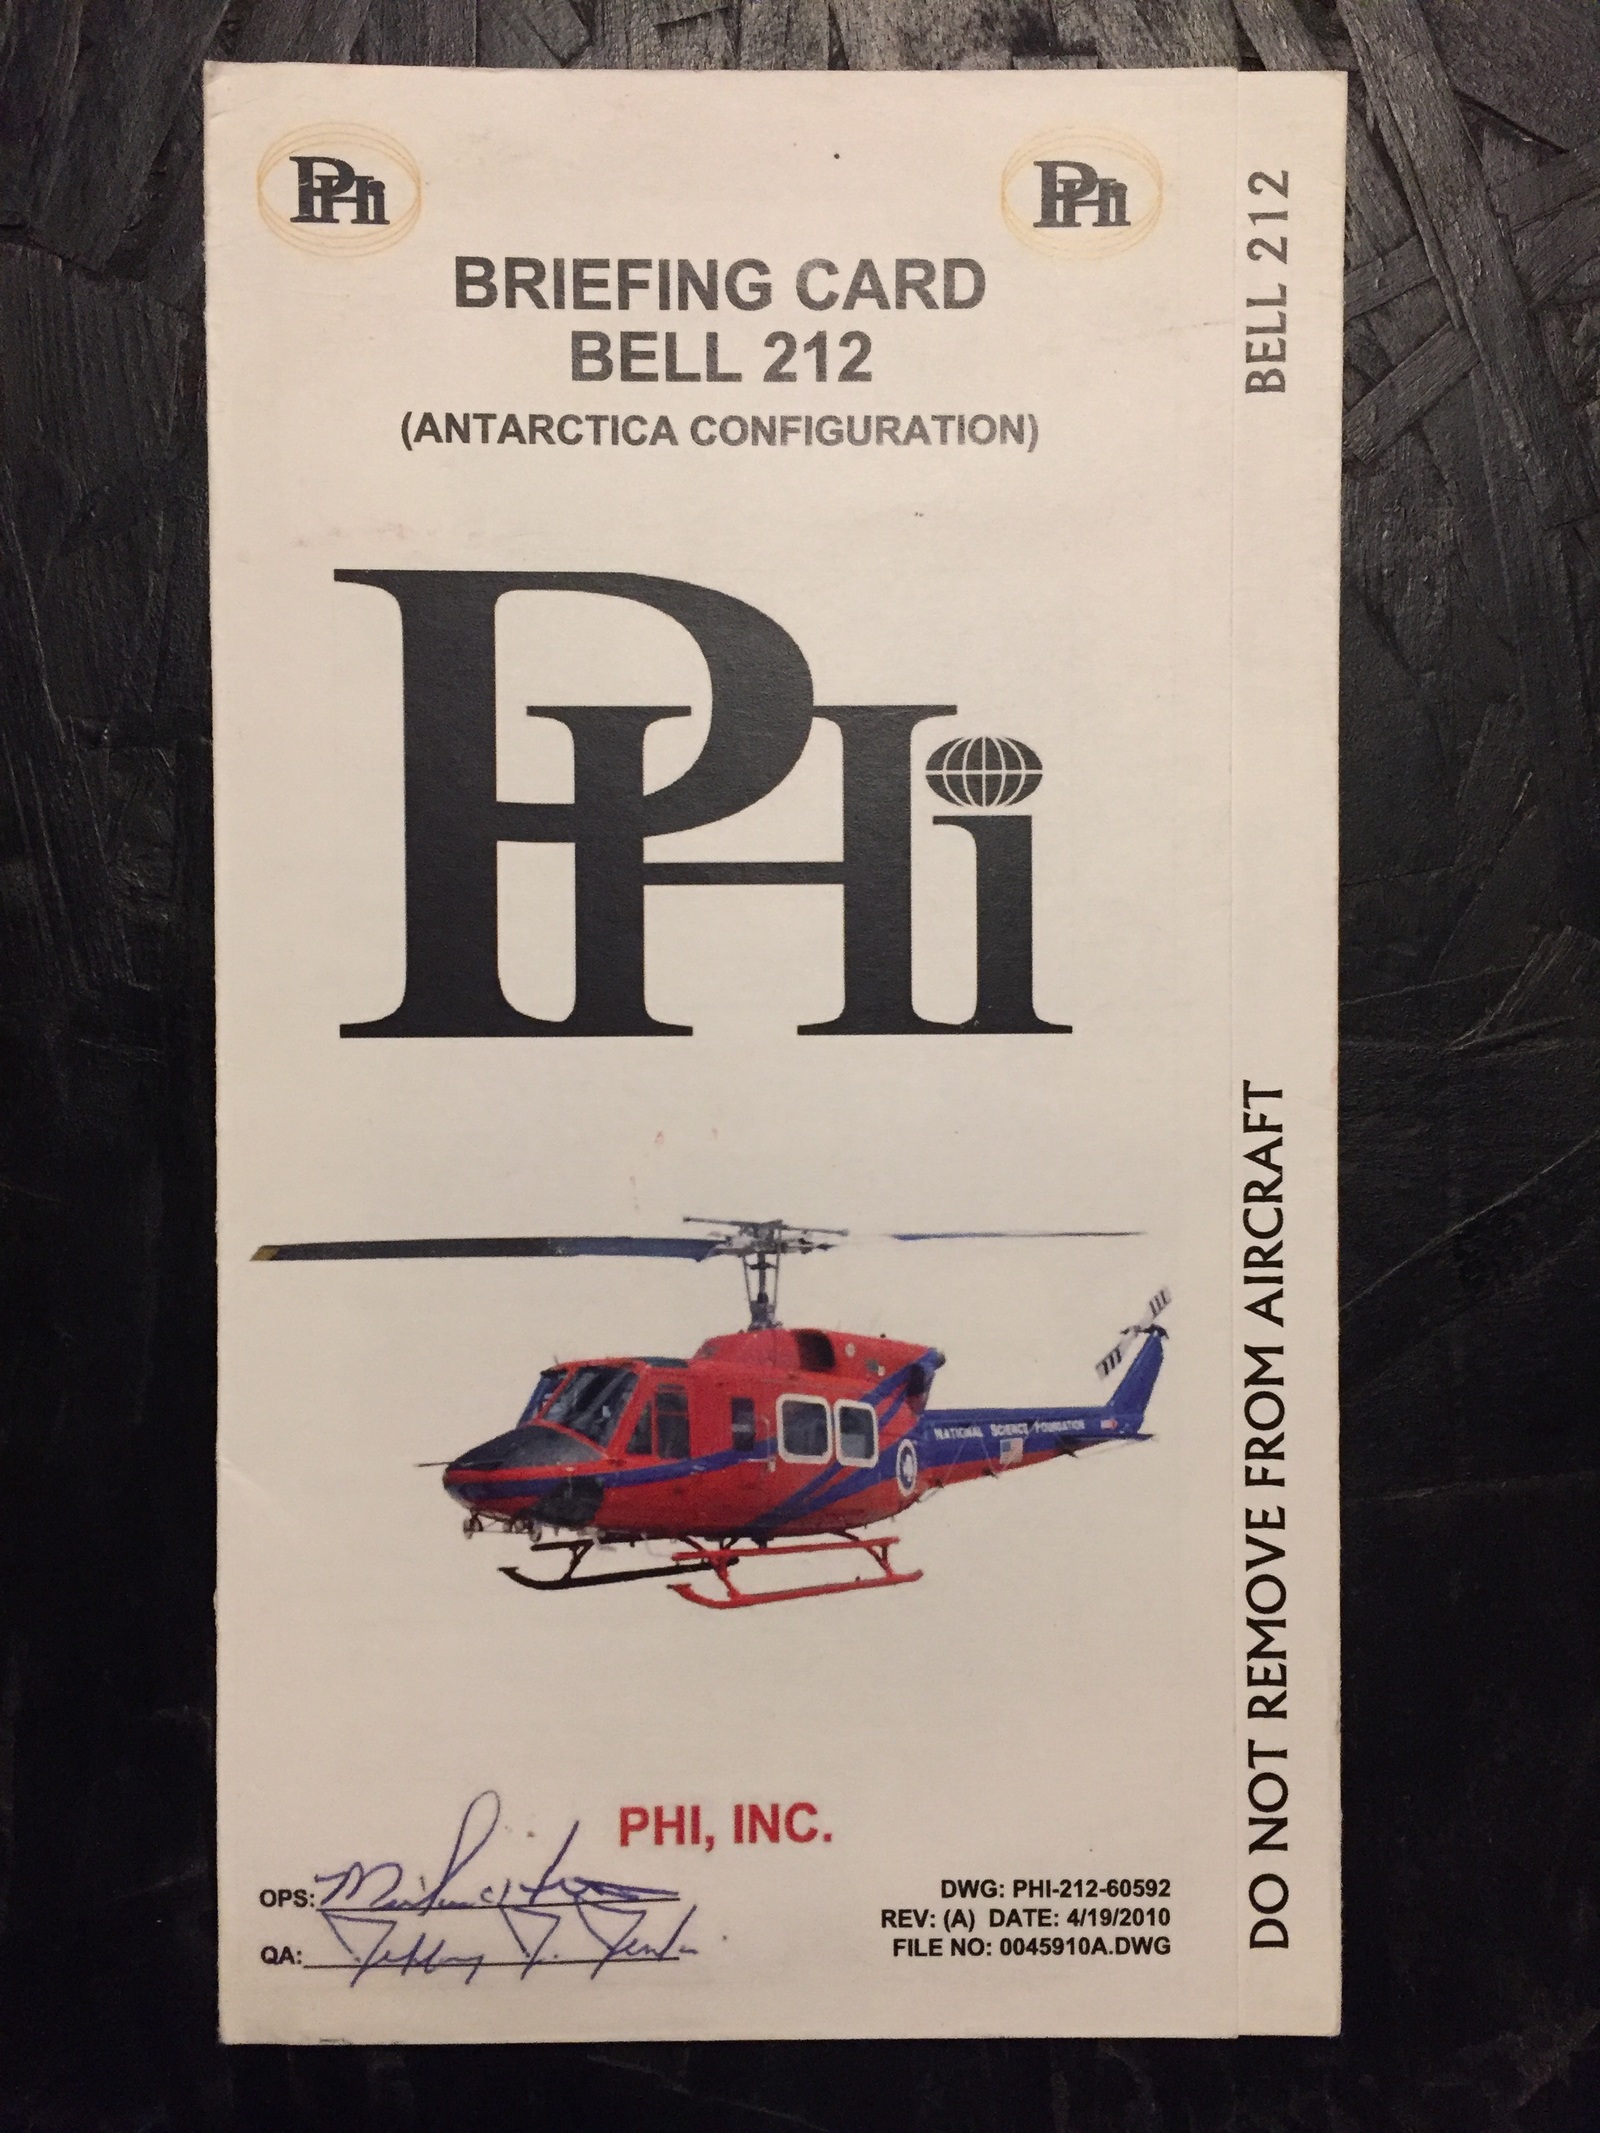 PHi
PHi
BRIEFING CARD
BELL 212
(ANTARCTICA CONFIGURATION)
PHi
NATIONAL SCIENCE FOUNDATION
PHI, INC.
OPS:
QA:
DWG: PHI-212-60592
REV: (A) DATE: 4/19/2010
FILE NO: 0045910A.DWG
BELL 212
DO NOT REMOVE FROM AIRCRAFT